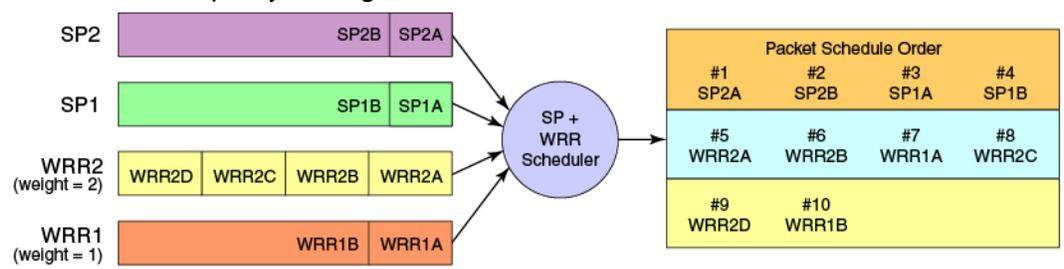 SP2
SP2B SP2A
SP1
SP1B SP1A
WRR2
(weight = 2)
WRR2D WRR2C WRR2B WRR2A
WRR1
(weight = 1)
WRR1B WRR1A
SP +
WRR
Scheduler
Packet Schedule Order
#1 #2 #3 #4
SP2A SP2B SP1A SP1B
#5 #6 #7 #8
WRR2A WRR2B WRR1A WRR2C
#9 #10
WRR2D WRR1B